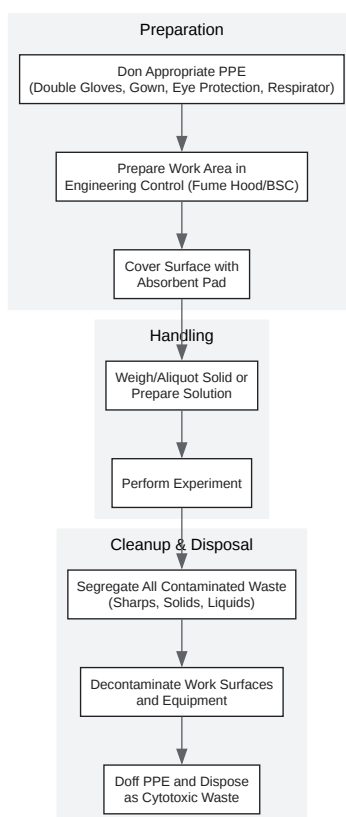 Preparation
Don Appropriate PPE
(Double Gloves, Gown, Eye Protection, Respirator)
Prepare Work Area in
Engineering Control (Fume Hood/BSC)
Cover Surface with
Absorbent Pad
Handling
Weigh/Aliquot Solid or
Prepare Solution
Perform Experiment
Cleanup & Disposal
Segregate All Contaminated Waste
(Sharps, Solids, Liquids)
Decontaminate Work Surfaces
and Equipment
Doff PPE and Dispose
as Cytotoxic Waste